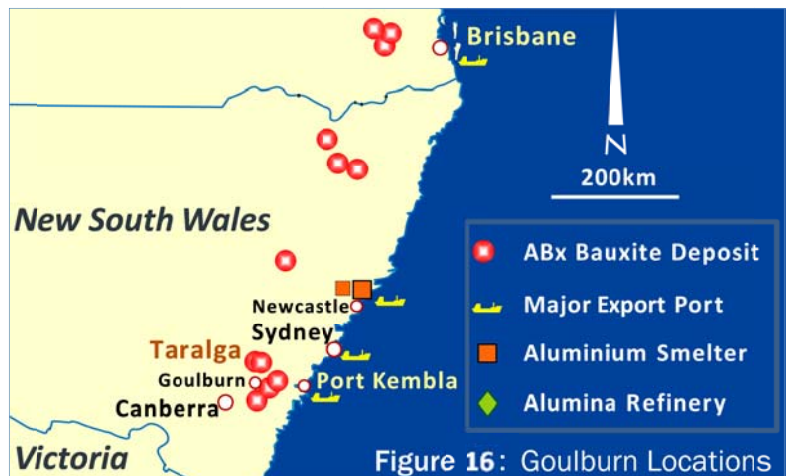 Brisbane
N
200km
New South Wales
ABx Bauxite Deposit
Major Export Port
Newcastle
Sydney
Taralga
Aluminium Smelter
Goulburn
Port Kembla
Canberra
Alumina Refinery
Victoria
Figure 16: Goulburn Locations